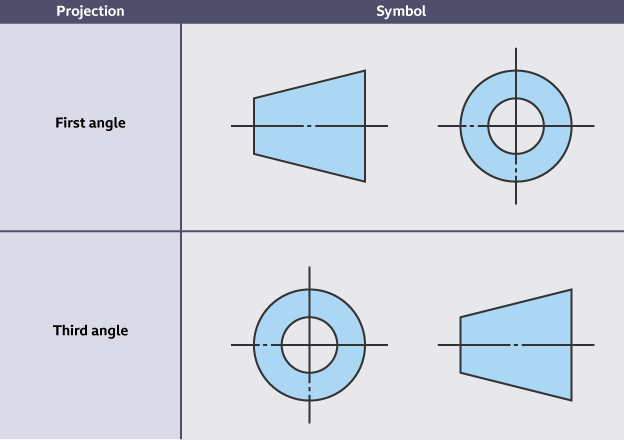 Projection
Symbol
First angle
Third angle